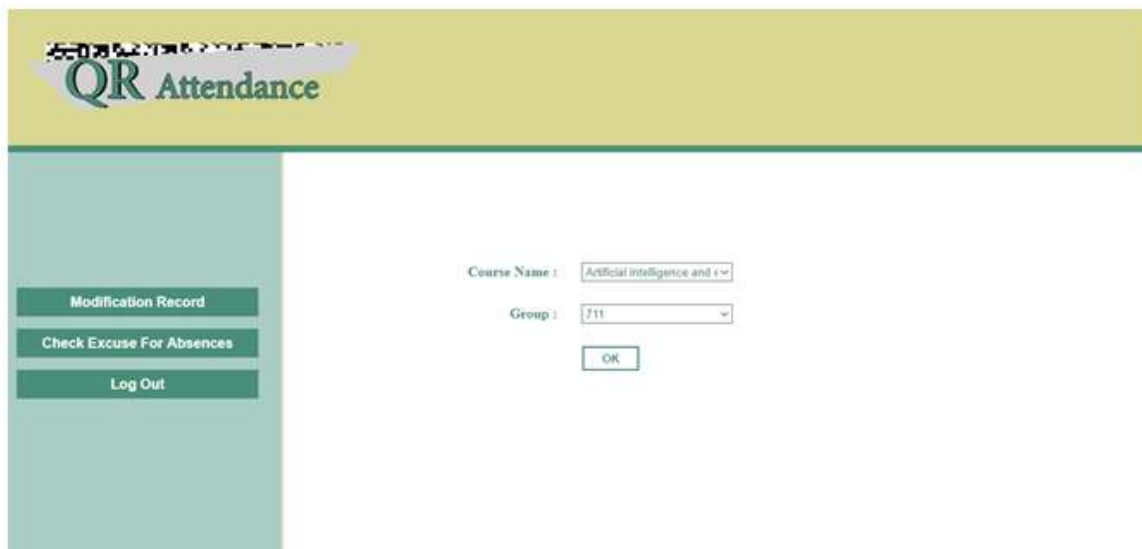 QR Attendance
Modification Record
Check Excuse For Absences
Log Out
Course Name :
Artificial intelligence and
Group :
711
OK